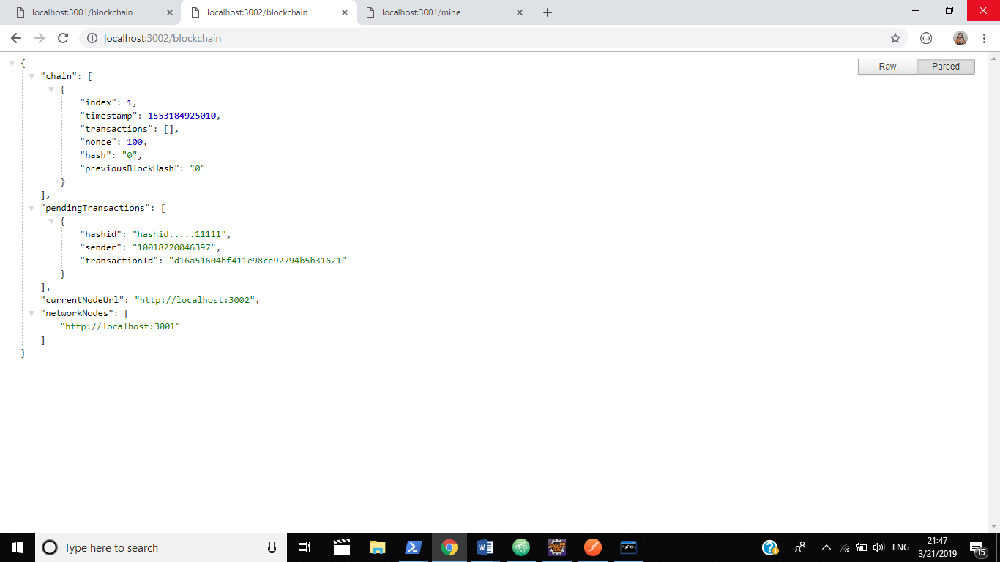 localhost:3001/blockchain
localhost:3002/blockchain
localhost:3001/mine
localhost:3002/blockchain
Raw
Parsed
{
"chain": [
{
"index": 1,
"timestamp": 1553184925010,
"transactions": [],
"nonce": 100,
"hash": "0",
"previousBlockHash": "0"
}
],
"pendingTransactions": [
{
"hashid": "hashid.....11111",
"sender": "10018220046397",
"transactionId": "d16a51604bf411e98ce92794b5b31621"
}
],
"currentNodeUrl": "http://localhost:3002",
"networkNodes": [
"http://localhost:3001"
]
}
Type here to search
ENG
21:47
3/21/2019
15